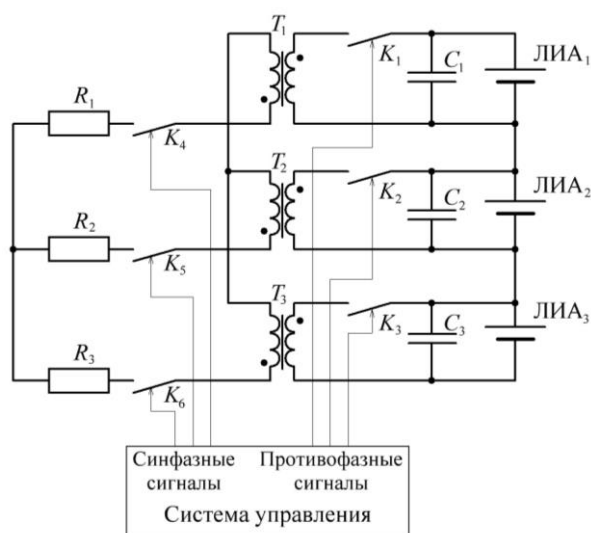 T₁
K₁
C₁
ЛИА₁
R₁
K₄
T₂
K₂
C₂
ЛИА₂
R₂
K₅
T₃
K₃
C₃
ЛИА₃
R₃
K₆
Синфазные
сигналы
Противофазные
сигналы
Система управления